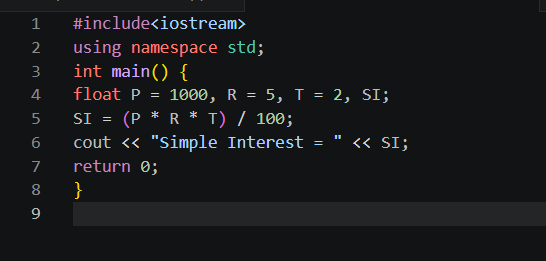 1 #include<iostream>
2 using namespace std;
3 int main() {
4 float P = 1000, R = 5, T = 2, SI;
5 SI = (P * R * T) / 100;
6 cout << "Simple Interest = " << SI;
7 return 0;
8 }
9